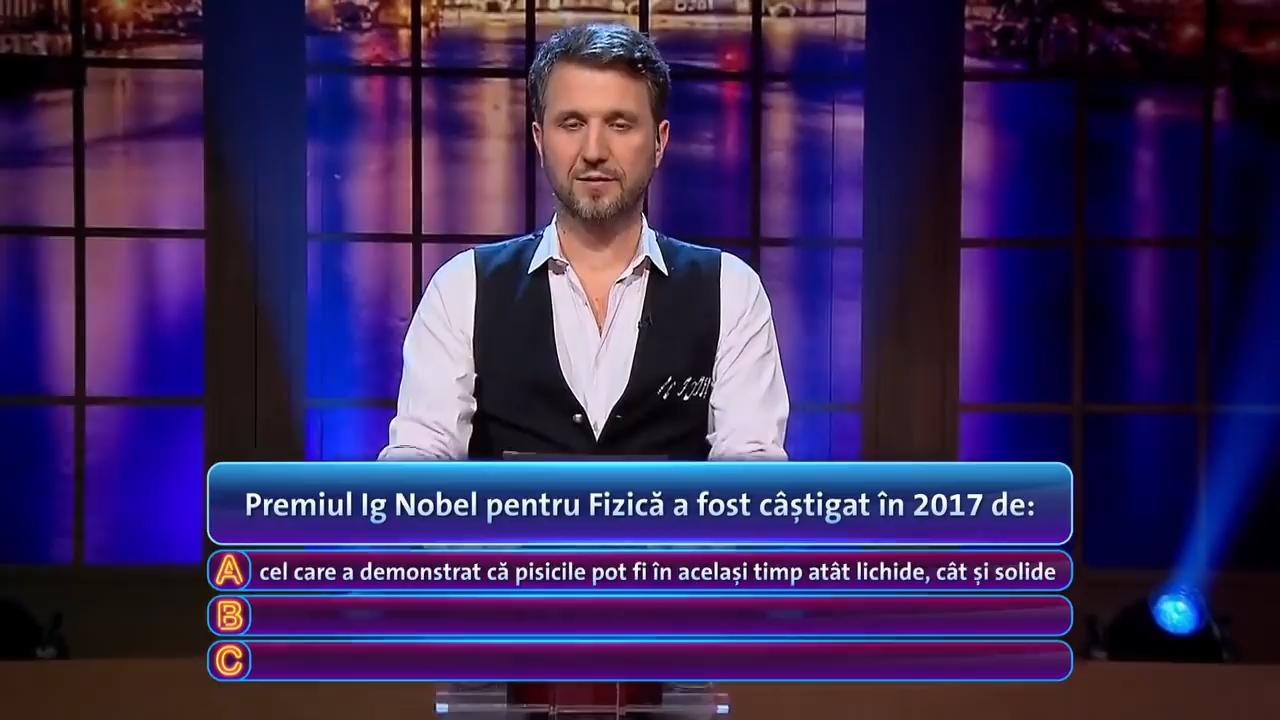 Premiul Ig Nobel pentru Fizică a fost câștigat în 2017 de:
A cel care a demonstrat că pisicile pot fi în același timp atât lichide, cât și solide
B
C